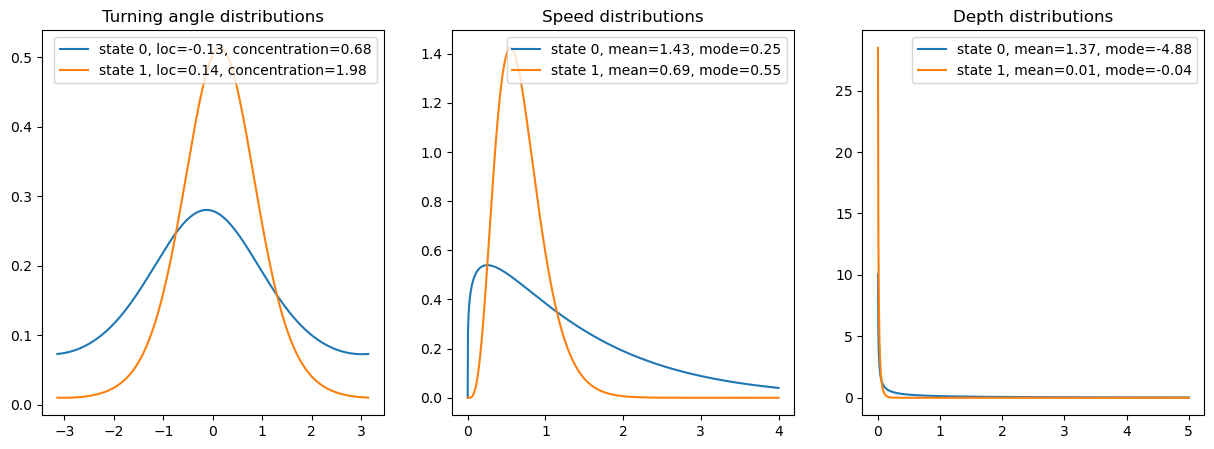 Turning angle distributions
state 0, loc=-0.13, concentration=0.68
state 1, loc=0.14, concentration=1.98
0.5
0.4
0.3
0.2
0.1
0.0
−3 −2 −1 0 1 2 3
Speed distributions
state 0, mean=1.43, mode=0.25
state 1, mean=0.69, mode=0.55
1.4
1.2
1.0
0.8
0.6
0.4
0.2
0.0
0 1 2 3 4
Depth distributions
state 0, mean=1.37, mode=-4.88
state 1, mean=0.01, mode=-0.04
25
20
15
10
5
0
0 1 2 3 4 5